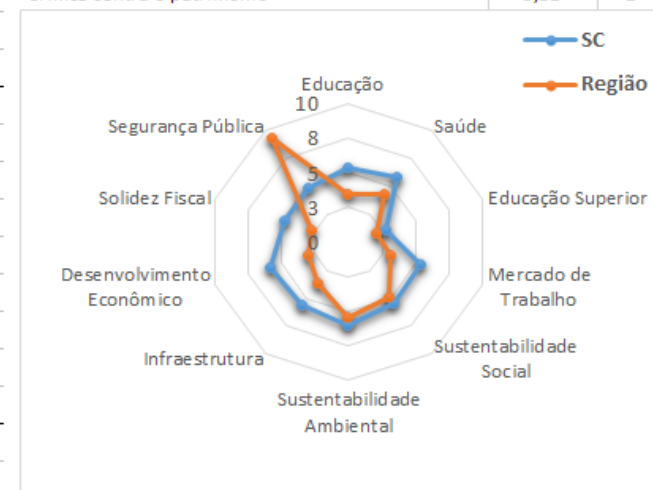 SC
Região
Educação
10
Segurança Pública
Saúde
8
5
Solidez Fiscal
Educação Superior
3
0
Desenvolvimento
Econômico
Mercado de
Trabalho
Infraestrutura
Sustentabilidade
Social
Sustentabilidade
Ambiental